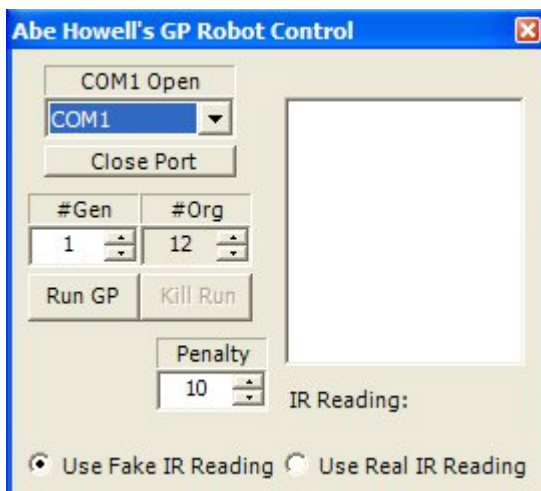 Abe Howell's GP Robot Control
COM1 Open
COM1
Close Port
#Gen #Org
1 12
Run GP Kill Run
Penalty
10
IR Reading:
Use Fake IR Reading Use Real IR Reading